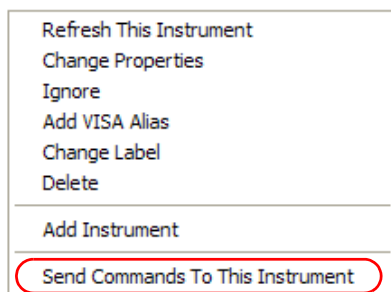 Refresh This Instrument
Change Properties
Ignore
Add VISA Alias
Change Label
Delete
Add Instrument
Send Commands To This Instrument